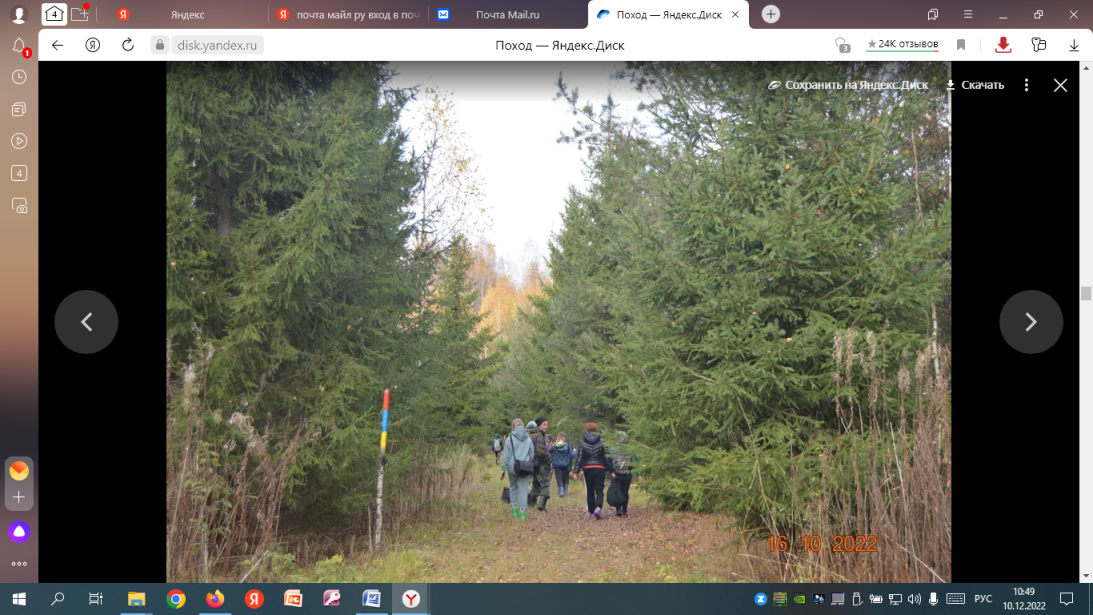 4
Яндекс
почта майл ру вход в поч
Почта Mail.ru
Поход — Яндекс.Диск
1
disk.yandex.ru
Поход — Яндекс.Диск
3
★ 24K отзывов
Сохранить на Яндекс.Диск
Скачать
4
16 10 2022
РУС
10:49
10.12.2022